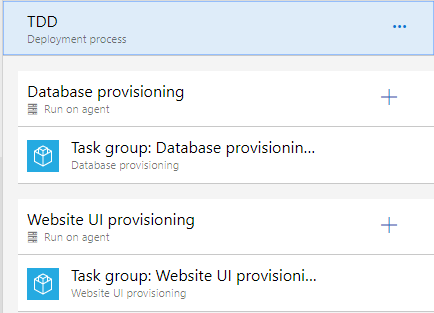 TDD
Deployment process
Database provisioning
Run on agent
Task group: Database provisionin...
Database provisioning
Website UI provisioning
Run on agent
Task group: Website UI provisioni...
Website UI provisioning